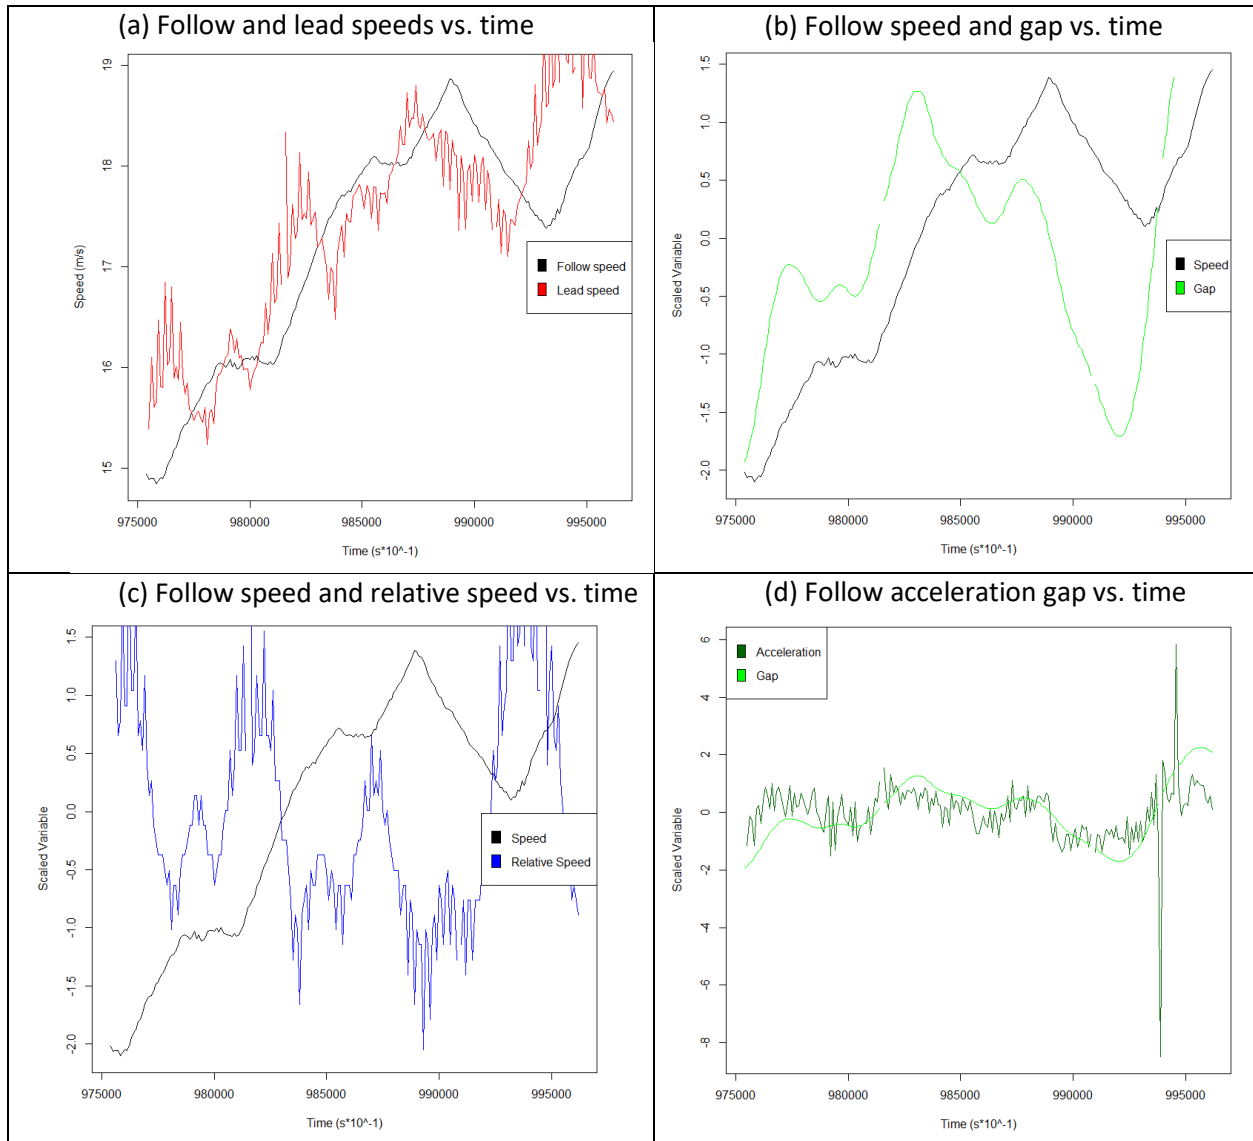 (a) Follow and lead speeds vs. time
19
18
17
16
15
Speed (m/s)
Follow speed
Lead speed
975000 980000 985000 990000 995000
Time (s*10^-1)
(b) Follow speed and gap vs. time
1.5
1.0
0.5
0.0
-0.5
-1.0
-1.5
-2.0
Scaled Variable
Speed
Gap
975000 980000 985000 990000 995000
Time (s*10^-1)
(c) Follow speed and relative speed vs. time
1.5
1.0
0.5
0.0
-0.5
-1.0
-1.5
-2.0
Scaled Variable
Speed
Relative Speed
975000 980000 985000 990000 995000
Time (s*10^-1)
(d) Follow acceleration gap vs. time
Acceleration
Gap
6
4
2
0
-2
-4
-6
-8
Scaled Variable
975000 980000 985000 990000 995000
Time (s*10^-1)